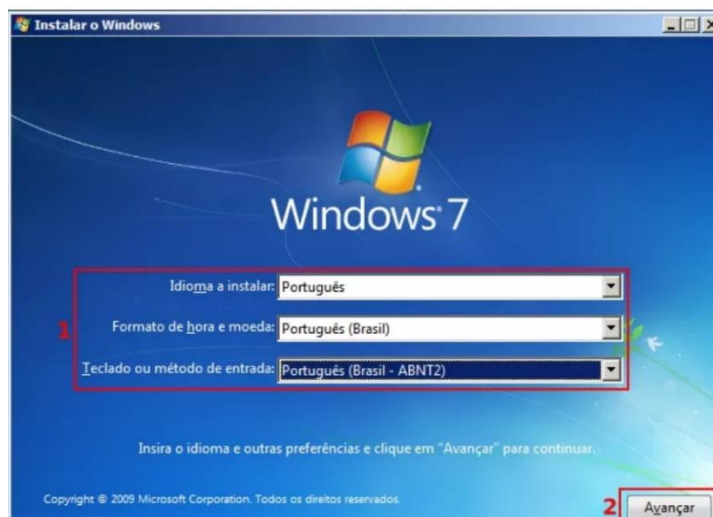 Instalar o Windows
Windows 7
Idioma a instalar: Português
1
Formato de hora e moeda: Português (Brasil)
Teclado ou método de entrada: Português (Brasil - ABNT2)
Insira o idioma e outras preferências e clique em "Avançar" para continuar.
Copyright © 2009 Microsoft Corporation. Todos os direitos reservados.
2 Avançar